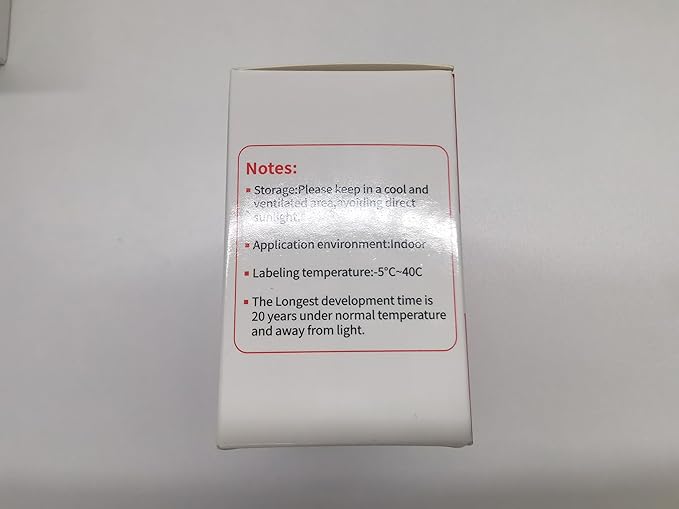 Notes:
▪ Storage:Please keep in a cool and
ventilated area,avoiding direct
sunlight.
▪ Application environment:Indoor
▪ Labeling temperature:-5°C~40C
▪ The Longest development time is
20 years under normal temperature
and away from light.